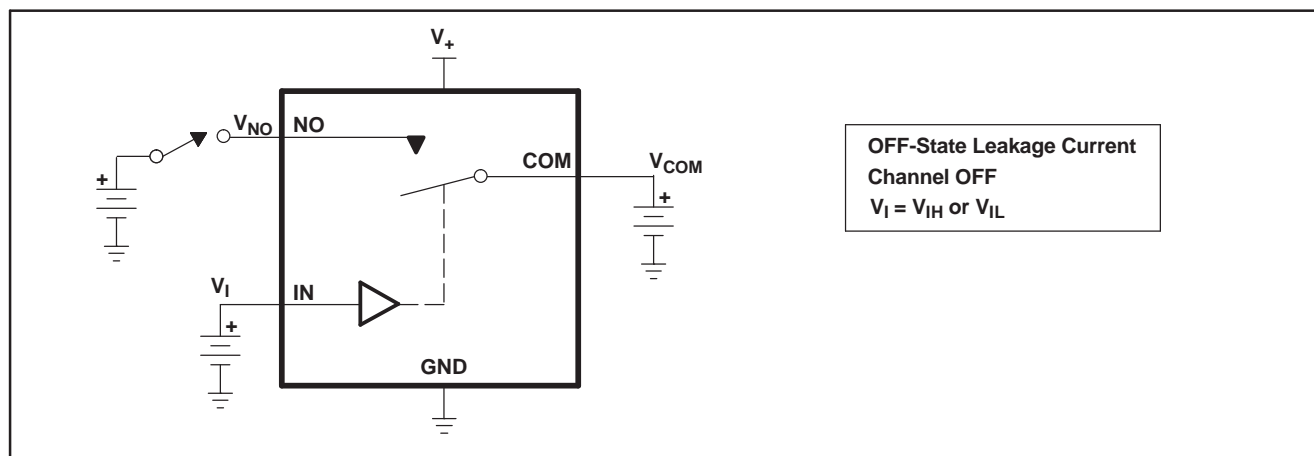 V+
VNO NO
COM VCOM
+
+
VI IN
+
GND
OFF-State Leakage Current
Channel OFF
VI = VIH or VIL